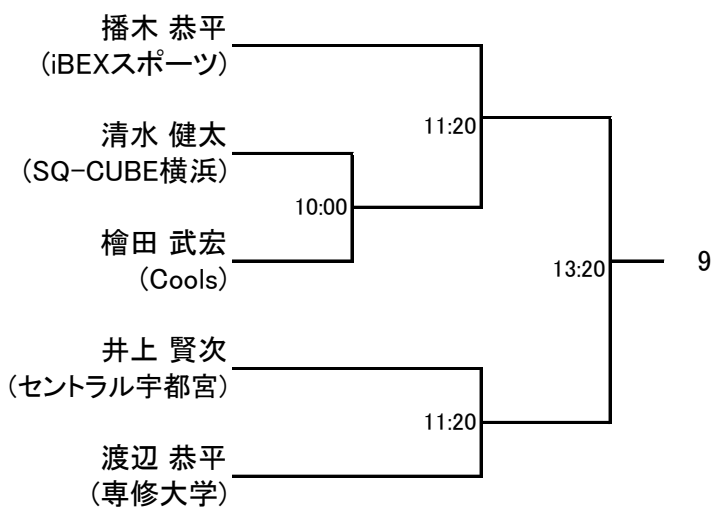 播木 恭平
(iBEXスポーツ)
11:20
清水 健太
(SQ-CUBE横浜)
10:00
檜田 武宏
(Cools)
13:20
9
井上 賢次
(セントラル宇都宮)
11:20
渡辺 恭平
(専修大学)